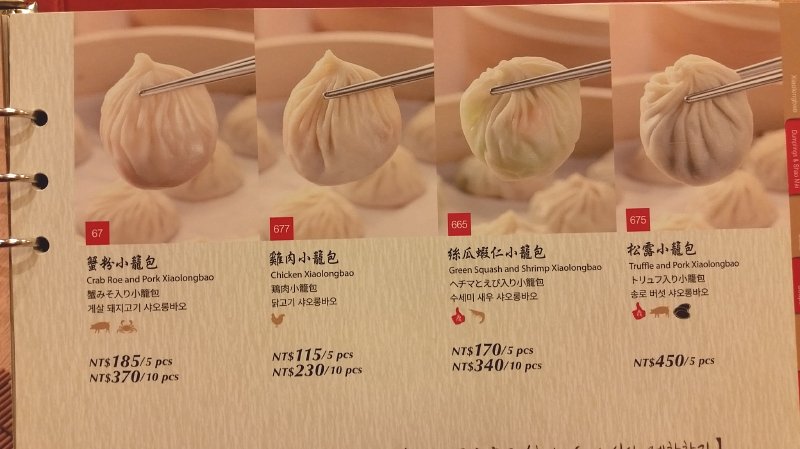 67
蟹粉小籠包
Crab Roe and Pork Xiaolongbao
蟹みそ入り小籠包
게살 돼지고기 샤오롱바오
NT$185/5 pcs
NT$370/10 pcs
677
雞肉小籠包
Chicken Xiaolongbao
鶏肉小籠包
닭고기 샤오롱바오
NT$115/5 pcs
NT$230/10 pcs
665
絲瓜蝦仁小籠包
Green Squash and Shrimp Xiaolongbao
ヘチマとえび入り小籠包
수세미 새우 샤오롱바오
NT$170/5 pcs
NT$340/10 pcs
675
松露小籠包
Truffle and Pork Xiaolongbao
トリュフ入り小籠包
송로 버섯 샤오롱바오
NT$450/5 pcs
Xiaolongbao
Dumplings & Shao Mai